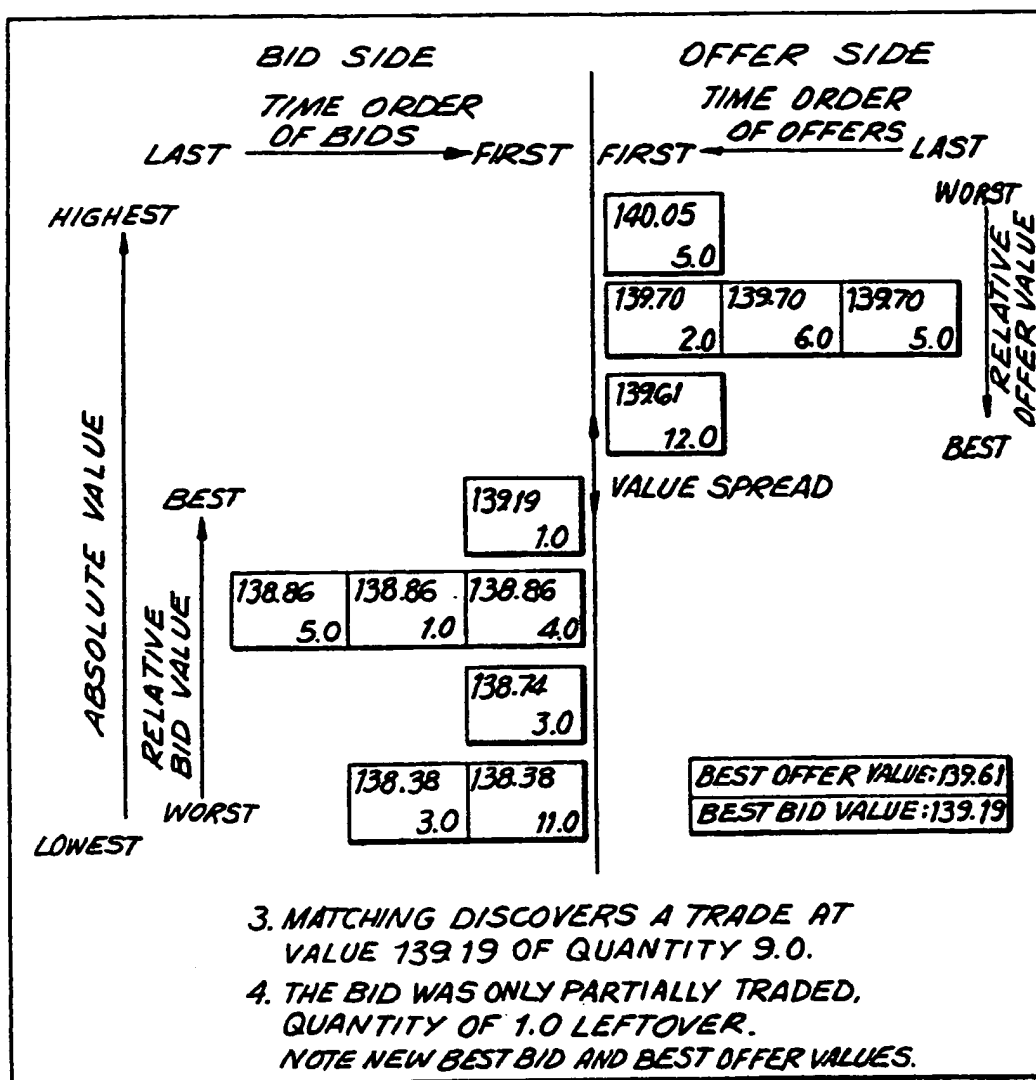 BID SIDE
TIME ORDER
OF BIDS
LAST
FIRST
OFFER SIDE
TIME ORDER
OF OFFERS
FIRST
LAST
HIGHEST
ABSOLUTE VALUE
LOWEST
BEST
RELATIVE
BID VALUE
WORST
WORST
RELATIVE
OFFER VALUE
BEST
140.05
5.0
139.70 139.70 139.70
2.0 6.0 5.0
139.61
12.0
VALUE SPREAD
139.19
1.0
138.86 138.86 138.86
5.0 1.0 4.0
138.74
3.0
138.38 138.38
3.0 11.0
BEST OFFER VALUE:139.61
BEST BID VALUE:139.19
3. MATCHING DISCOVERS A TRADE AT
VALUE 139.19 OF QUANTITY 9.0.
4. THE BID WAS ONLY PARTIALLY TRADED,
QUANTITY OF 1.0 LEFTOVER.
NOTE NEW BEST BID AND BEST OFFER VALUES.